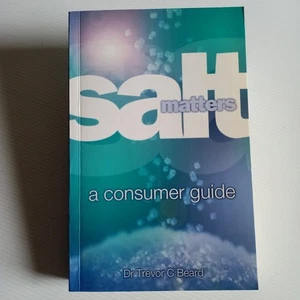 salt
matters
a consumer guide
Dr Trevor C Beard